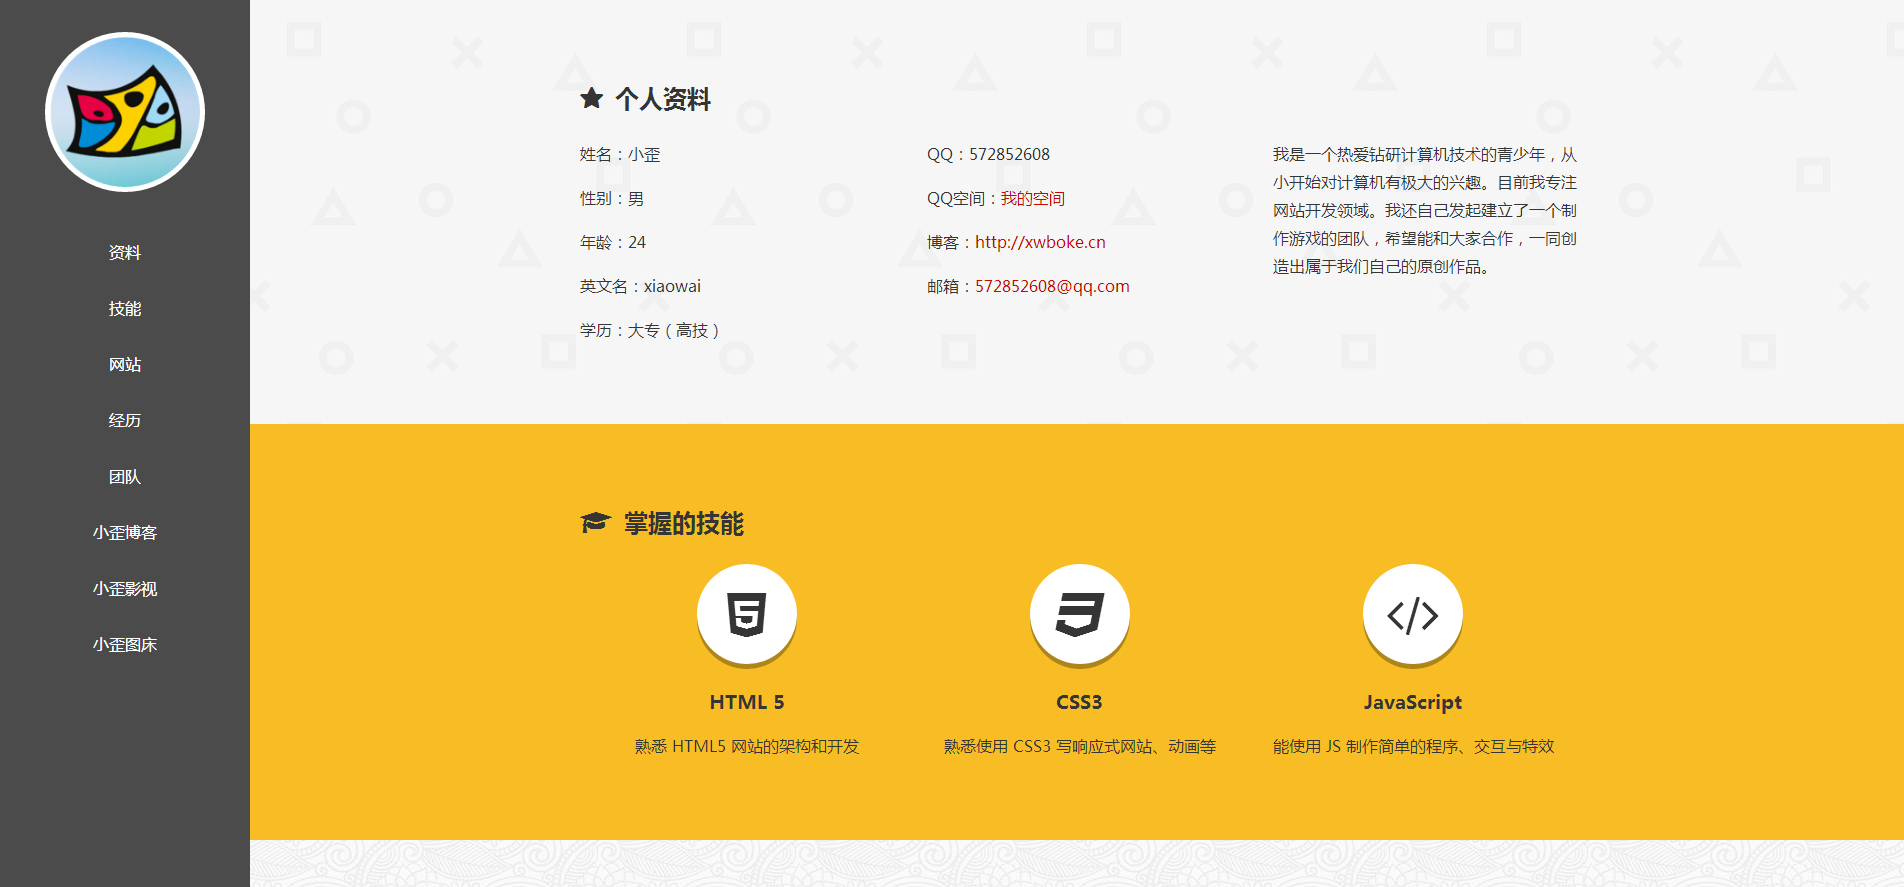 资料
技能
网站
经历
团队
小歪博客
小歪影视
小歪图床
个人资料
姓名：小歪
性别：男
年龄：24
英文名：xiaowai
学历：大专（高技）
QQ：572852608
QQ空间：我的空间
博客：http://xwboke.cn
邮箱：572852608@qq.com
我是一个热爱钻研计算机技术的青少年，从
小开始对计算机有极大的兴趣。目前我专注
网站开发领域。我还自己发起建立了一个制
作游戏的团队，希望能和大家合作，一同创
造出属于我们自己的原创作品。
掌握的技能
HTML 5
熟悉 HTML5 网站的架构和开发
CSS3
熟悉使用 CSS3 写响应式网站、动画等
JavaScript
能使用 JS 制作简单的程序、交互与特效